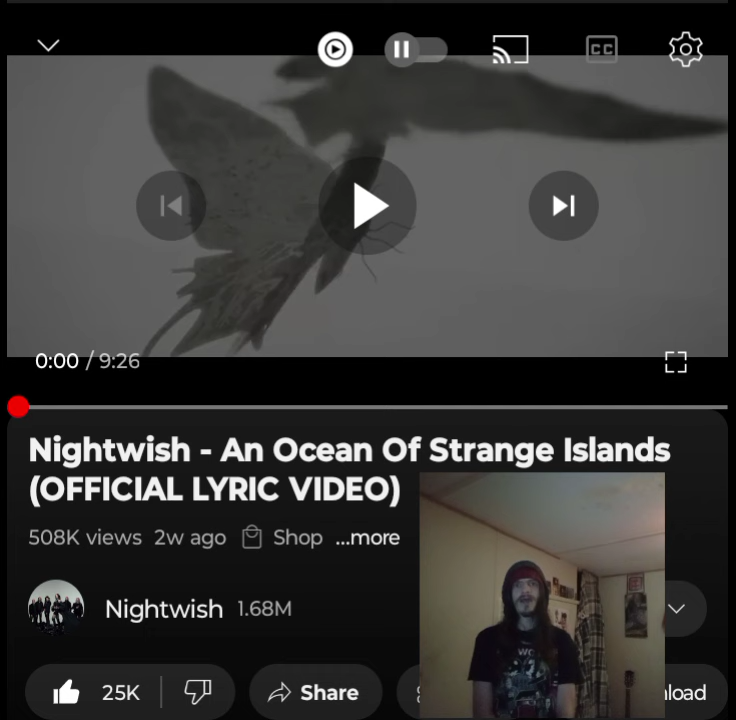 CC
0:00 / 9:26
Nightwish - An Ocean Of Strange Islands
(OFFICIAL LYRIC VIDEO)
508K views 2w ago Shop ...more
Nightwish 1.68M
25K Share nload